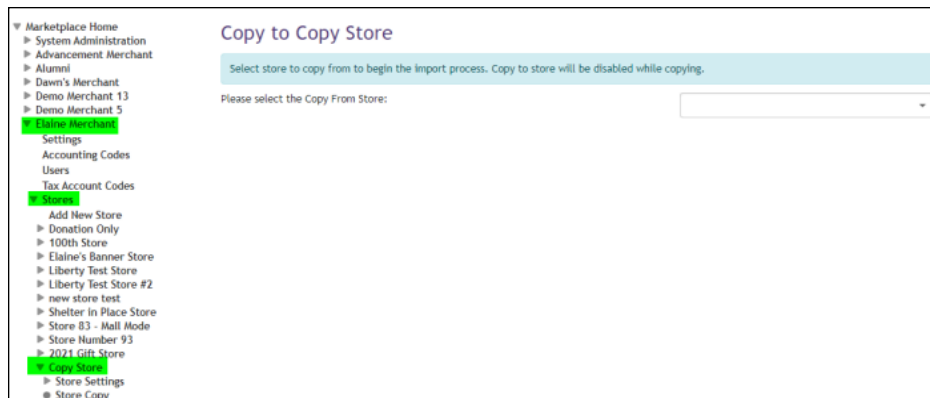 Marketplace Home
System Administration
Advancement Merchant
Alumni
Dawn's Merchant
Demo Merchant 13
Demo Merchant 5
Elaine Merchant
Settings
Accounting Codes
Users
Tax Account Codes
Stores
Add New Store
Donation Only
100th Store
Elaine's Banner Store
Liberty Test Store
Liberty Test Store #2
new store test
Shelter in Place Store
Store 83 - Mall Mode
Store Number 93
2021 Gift Store
Copy Store
Store Settings
Store Copy
Copy to Copy Store
Select store to copy from to begin the import process. Copy to store will be disabled while copying.
Please select the Copy From Store: